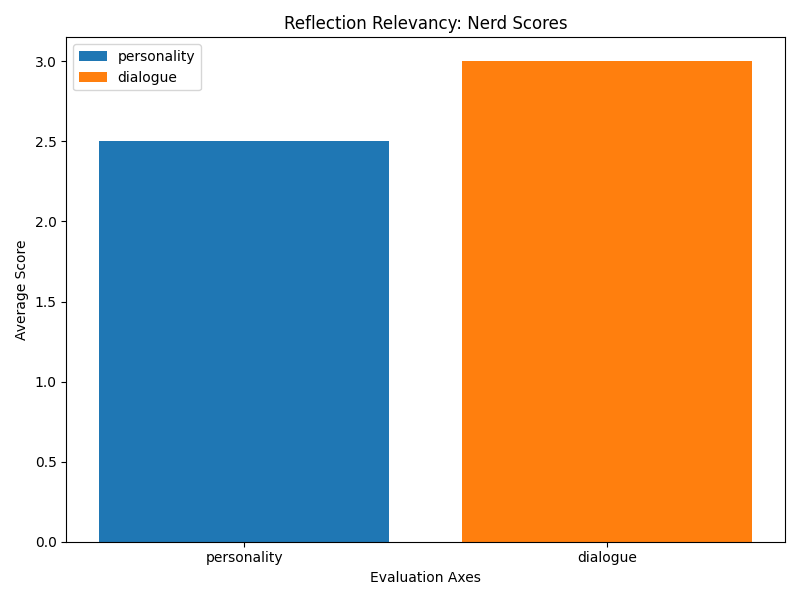 Reflection Relevancy: Nerd Scores
personality
dialogue
3.0
2.5
2.0
1.5
1.0
0.5
0.0
Average Score
personality
dialogue
Evaluation Axes